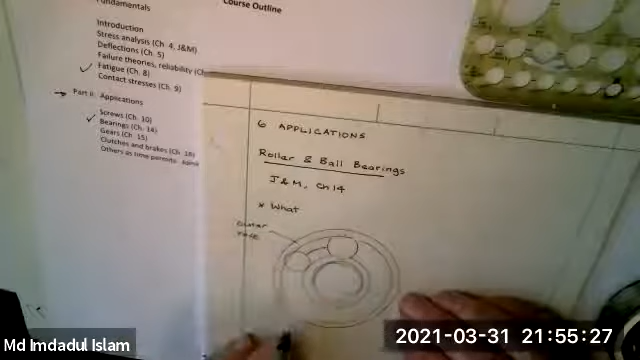 Fundamentals
Course Outline
Introduction
Stress analysis (Ch. 4, J&M)
Deflections (Ch. 5)
Failure theories, reliability (Ch
Fatigue (Ch. 8)
Contact stresses (Ch. 9)
Part II: Applications
Screws (Ch. 10)
Bearings (Ch. 14)
Gears (Ch. 15)
Clutches and brakes (Ch. 18)
Others as time permits.
6 APPLICATIONS
Roller & Ball Bearings
J & M, Ch 14
* What
Outer
race
Md Imdadul Islam
2021-03-31 21:55:27